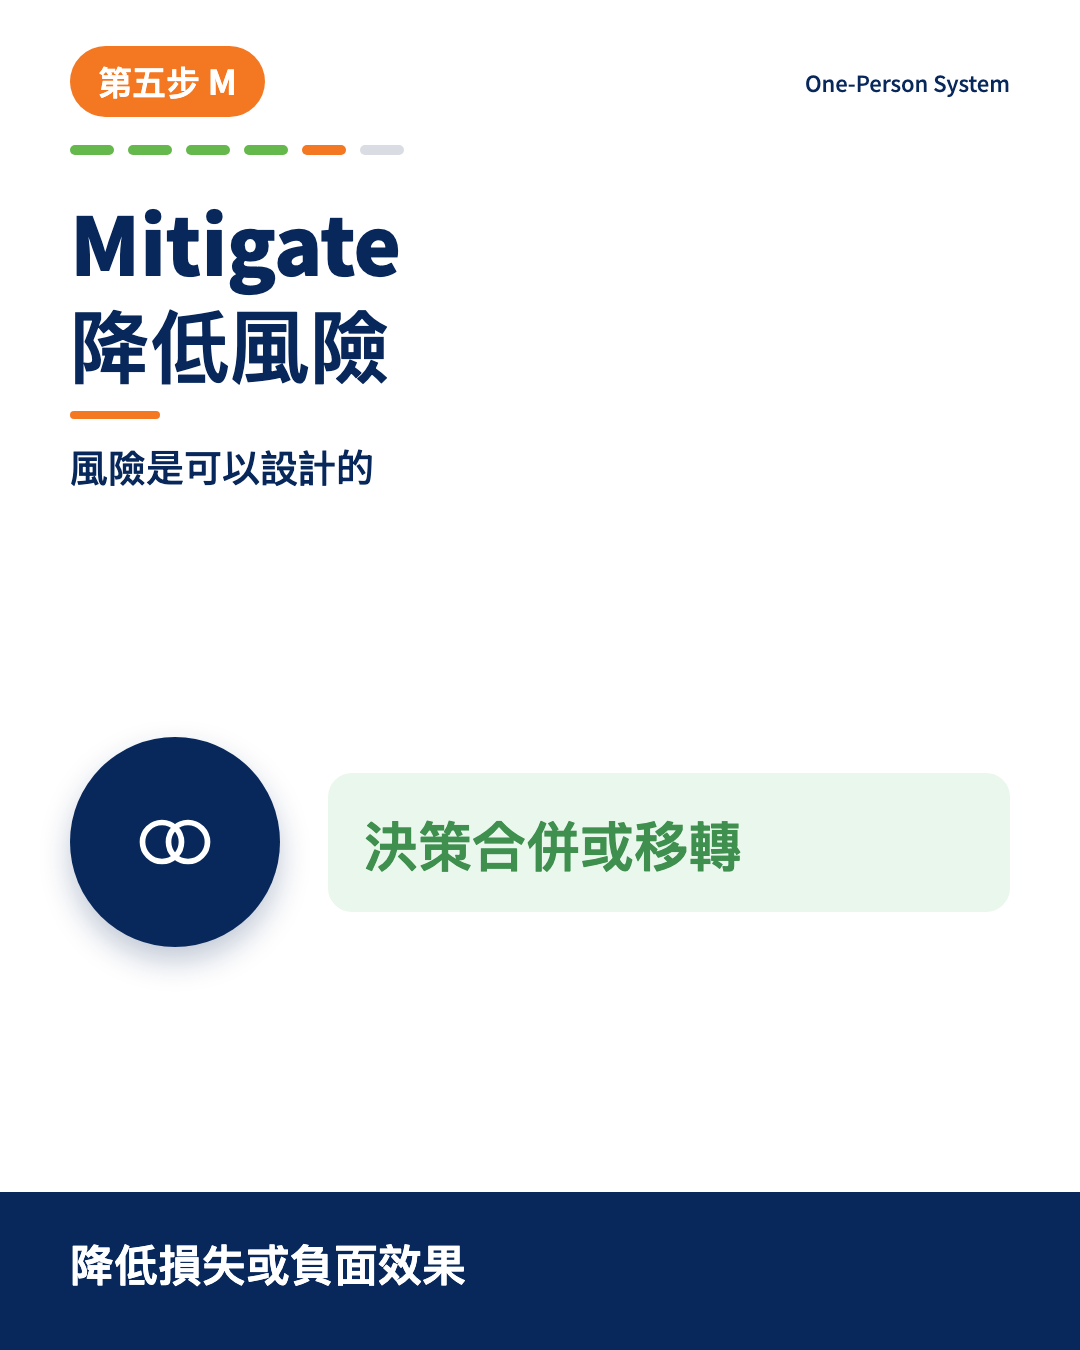 第五步 M
One-Person System
Mitigate
降低風險
風險是可以設計的
決策合併或移轉
降低損失或負面效果